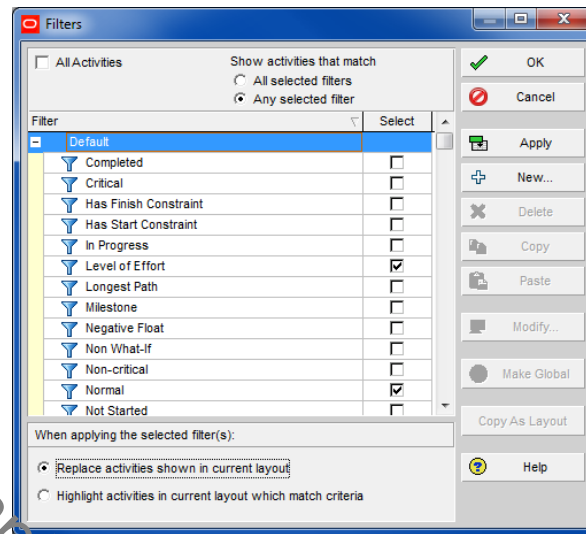 Filters
All Activities
Show activities that match
All selected filters
Any selected filter
Filter Select
Default
Completed
Critical
Has Finish Constraint
Has Start Constraint
In Progress
Level of Effort
Longest Path
Milestone
Negative Float
Non What-If
Non-critical
Normal
Not Started
When applying the selected filter(s):
Replace activities shown in current layout
Highlight activities in current layout which match criteria
OK
Cancel
Apply
New...
Delete
Copy
Paste
Modify...
Make Global
Copy As Layout
Help